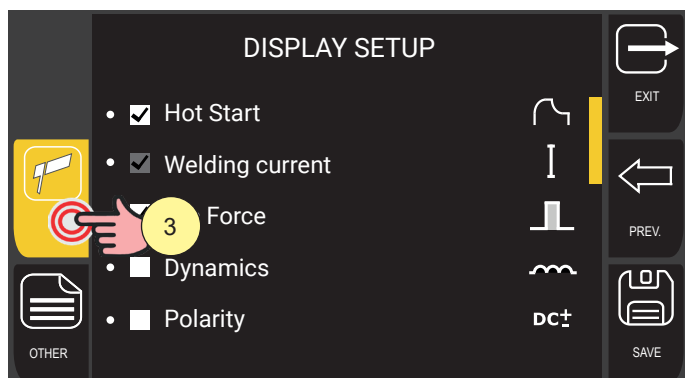 DISPLAY SETUP
EXIT
Hot Start
Welding current
3
Force
PREV.
Dynamics
Polarity
DC±
OTHER
SAVE